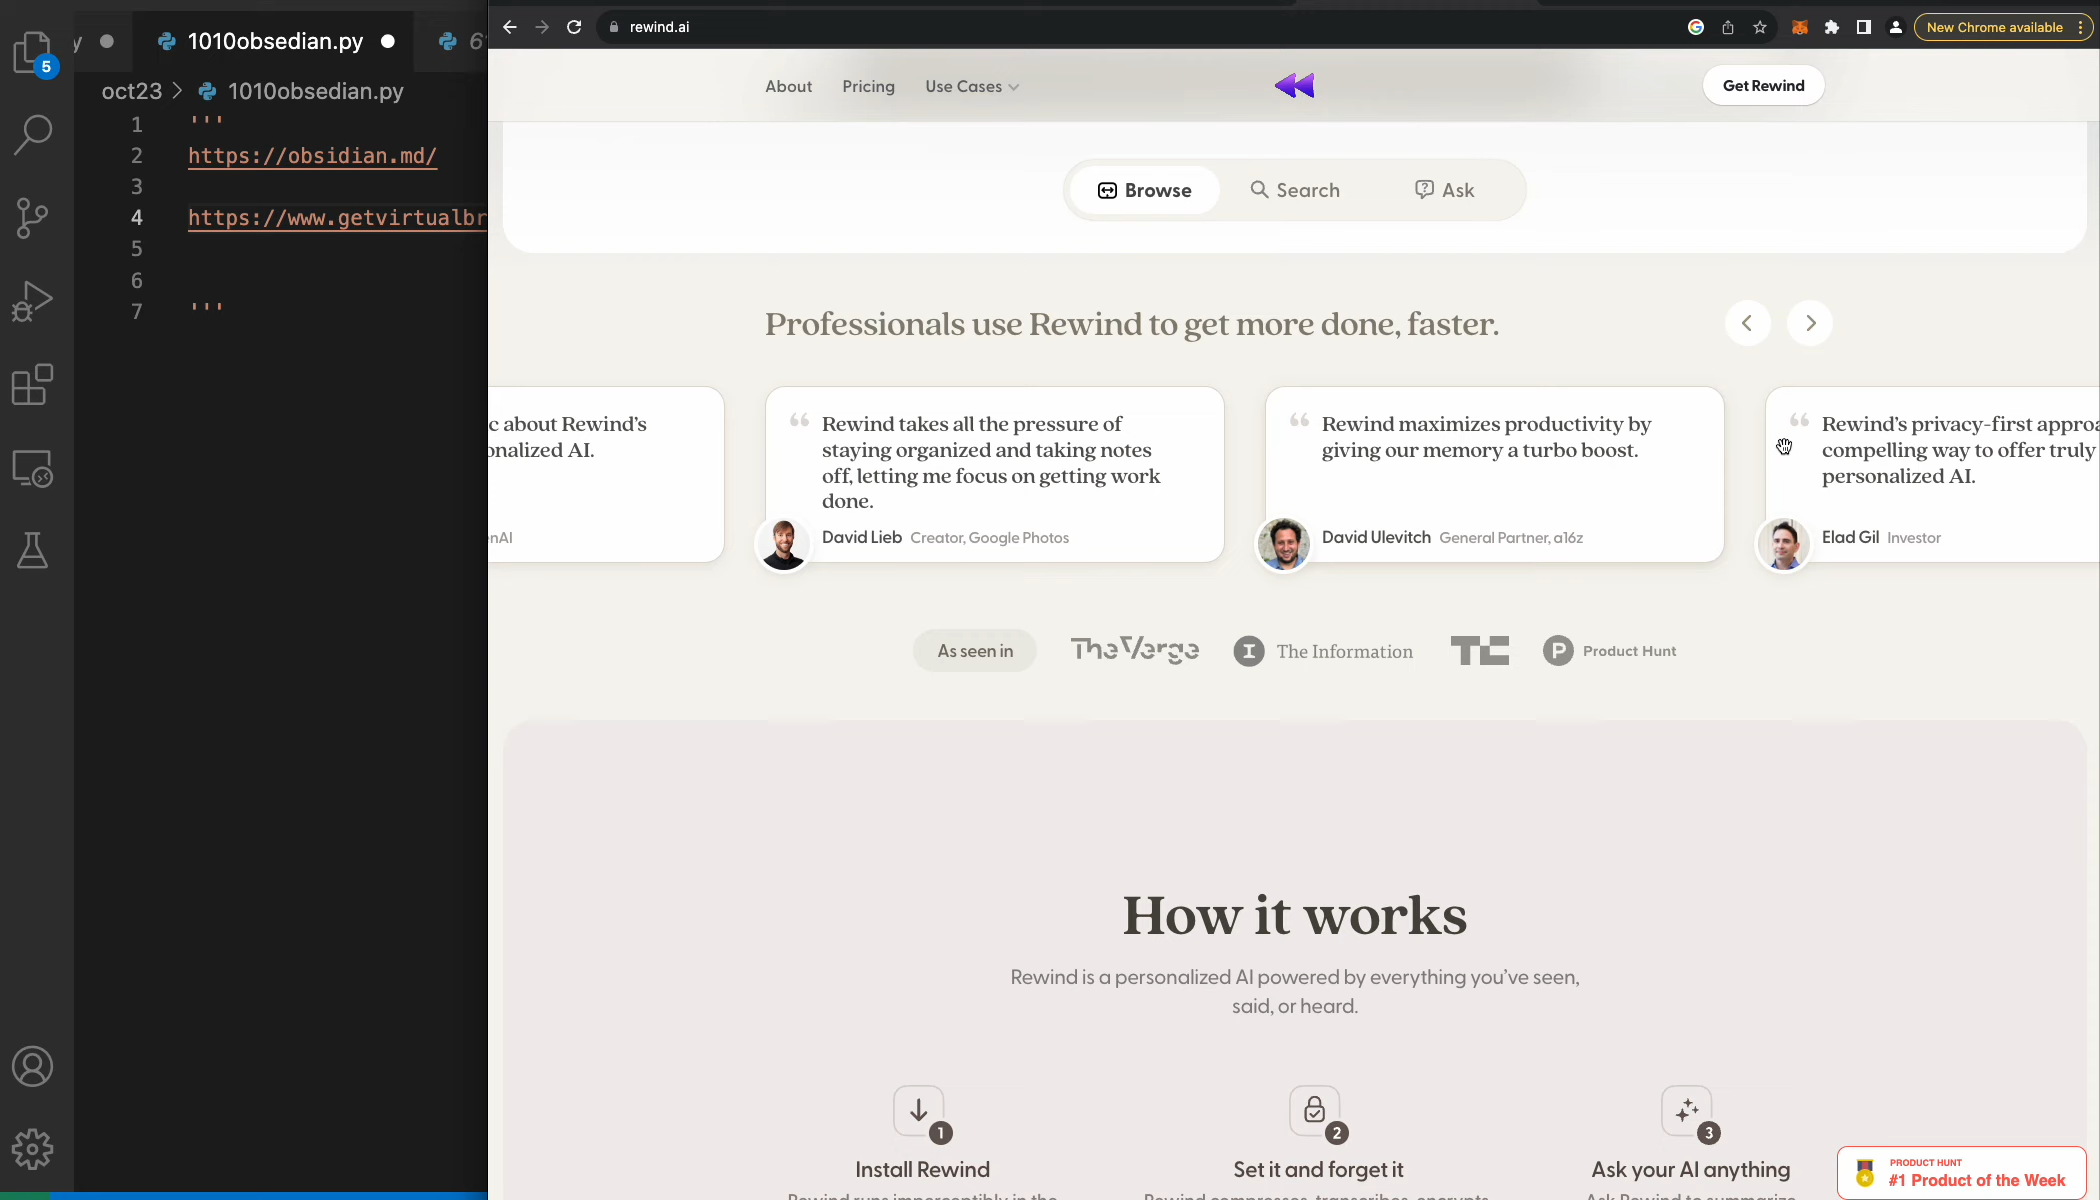 5
1010obsedian.py
oct23 > 1010obsedian.py
1 '''
2 https://obsidian.md/
3
4 https://www.getvirtualbr
5
6
7 '''
rewind.ai
New Chrome available
About Pricing Use Cases
Get Rewind
Browse Search Ask
Professionals use Rewind to get more done, faster.
c about Rewind's
onalized AI.
nAI
“ Rewind takes all the pressure of
staying organized and taking notes
off, letting me focus on getting work
done.
David Lieb Creator, Google Photos
“ Rewind maximizes productivity by
giving our memory a turbo boost.
David Ulevitch General Partner, a16z
“ Rewind's privacy-first approa
compelling way to offer truly
personalized AI.
Elad Gil Investor
As seen in The Verge The Information TC Product Hunt
How it works
Rewind is a personalized AI powered by everything you've seen,
said, or heard.
1
Install Rewind
2
Set it and forget it
3
Ask your AI anything
PRODUCT HUNT
#1 Product of the Week